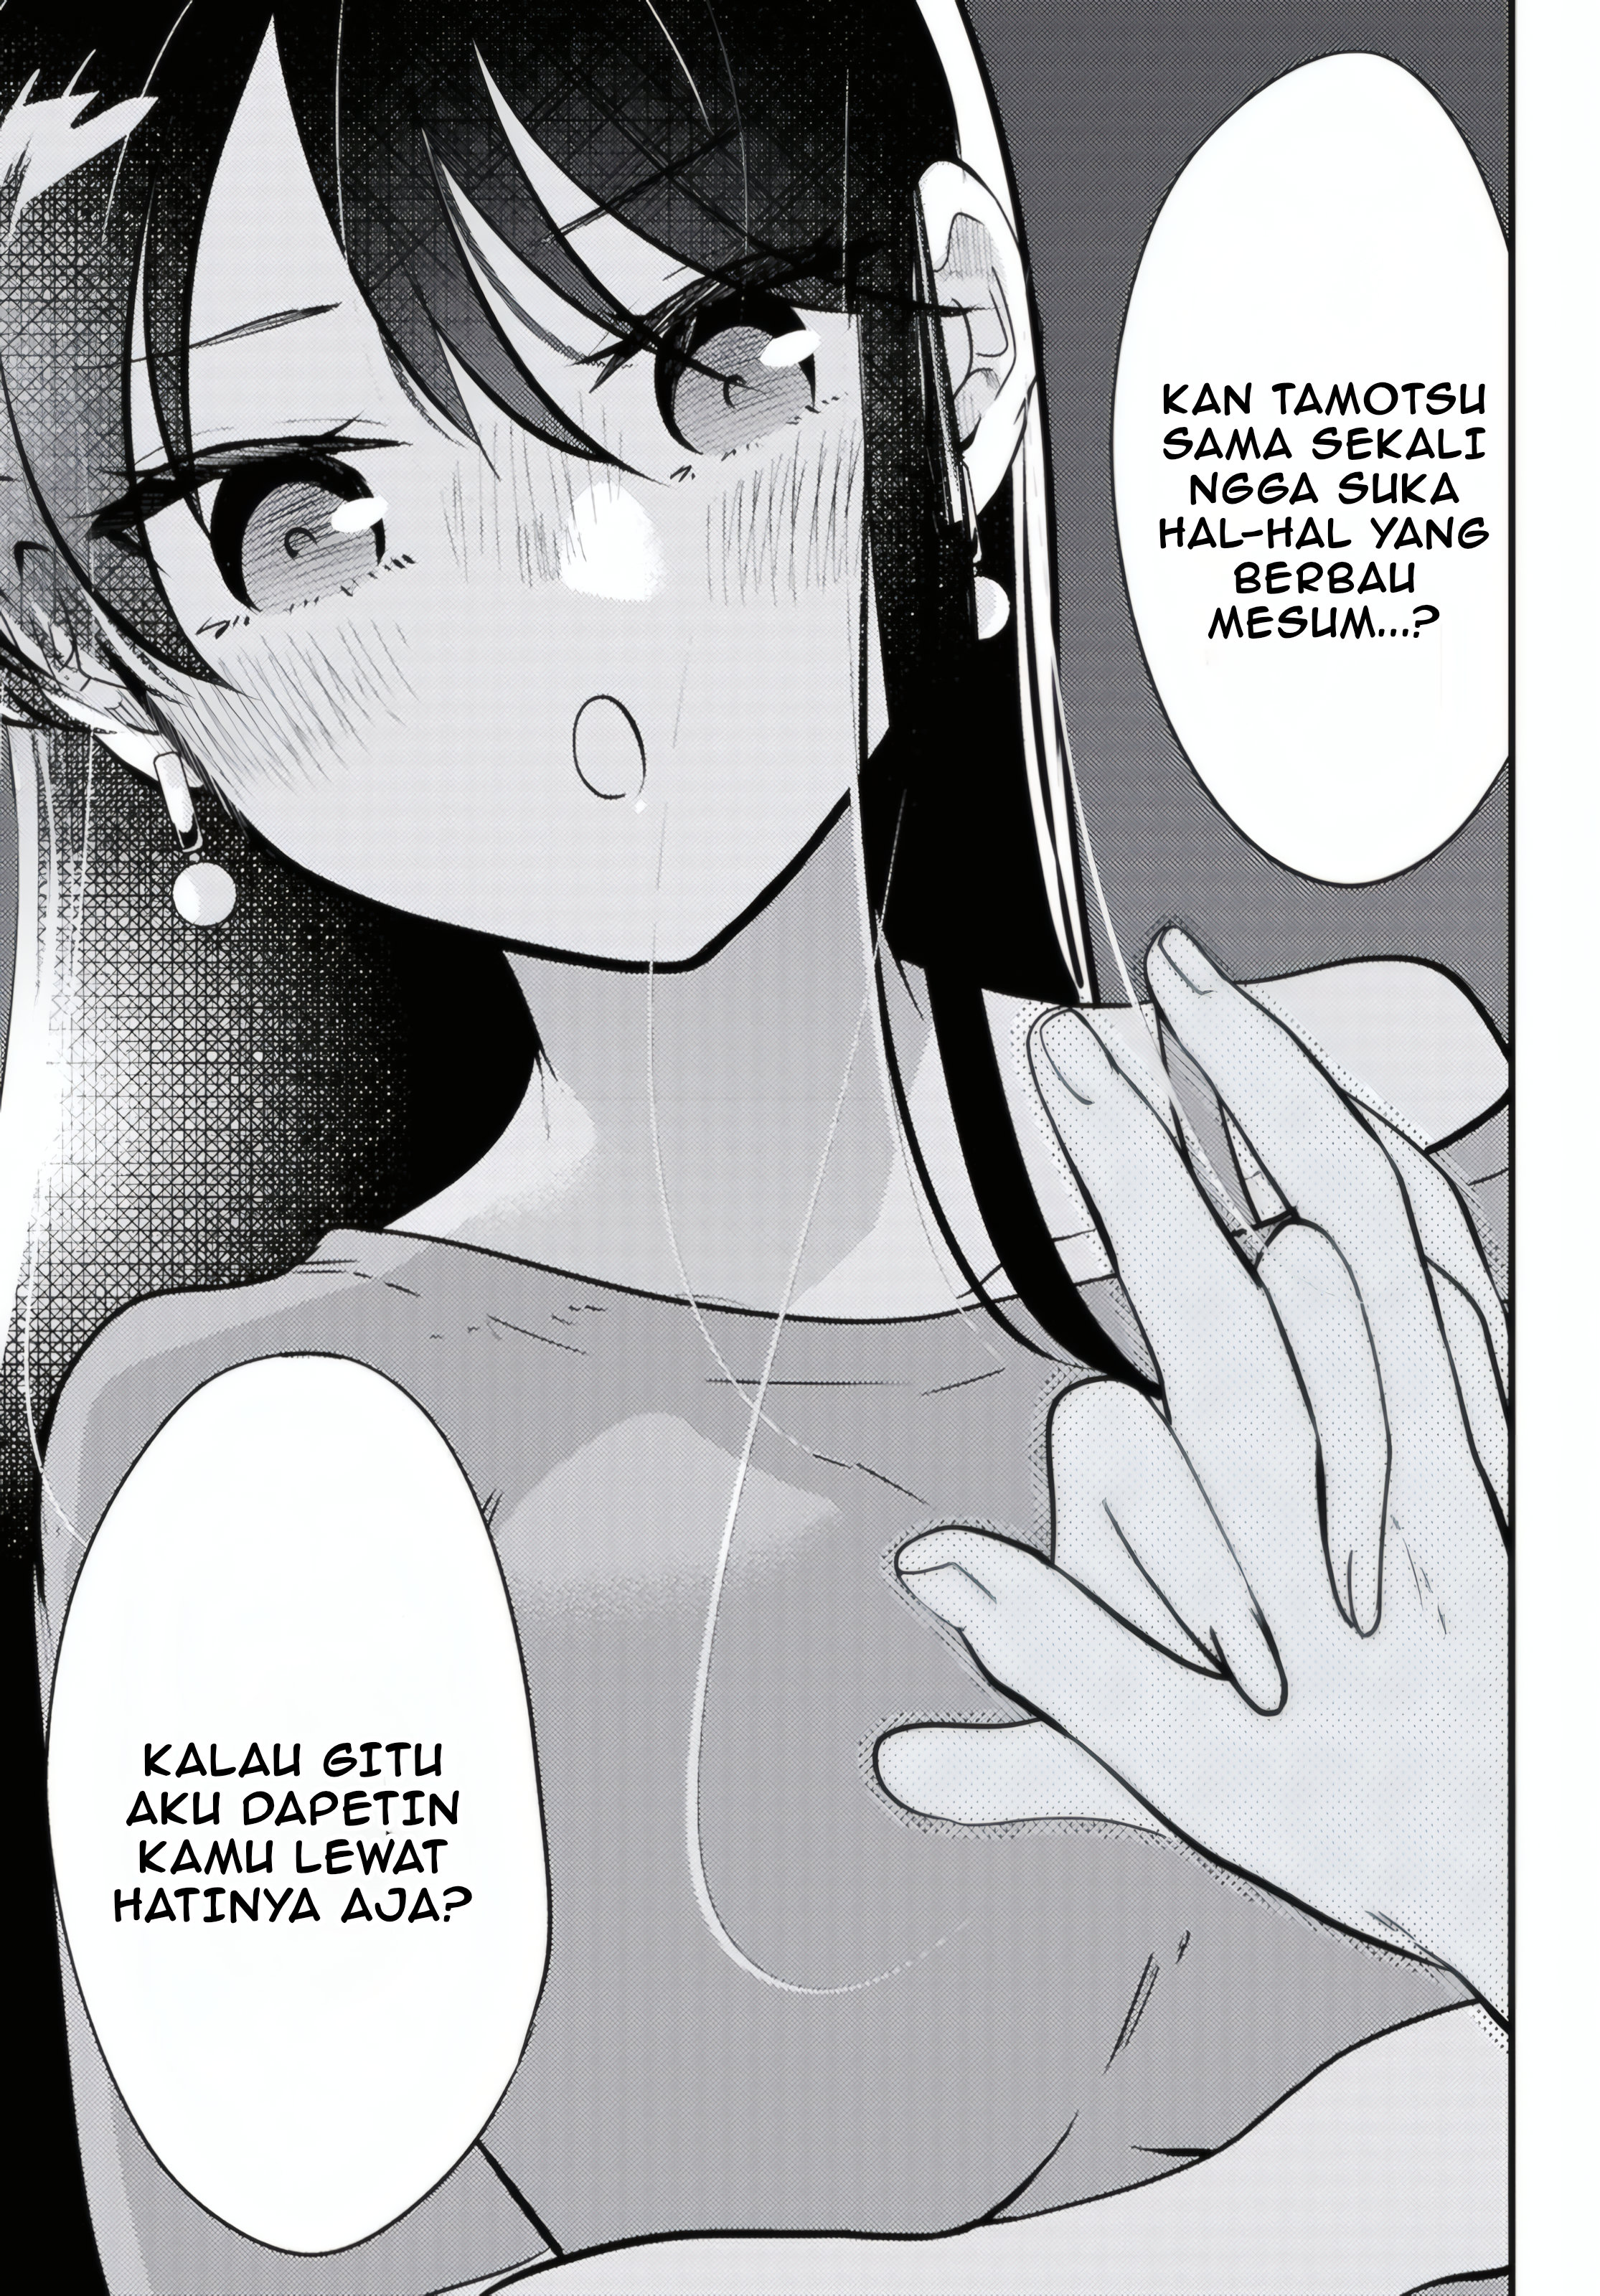 KAN TAMOTSU
SAMA SEKALI
NGGA SUKA
HAL-HAL YANG
BERBAU
MESUM...?
KALAU GITU
AKU DAPETIN
KAMU LEWAT
HATINYA AJA?